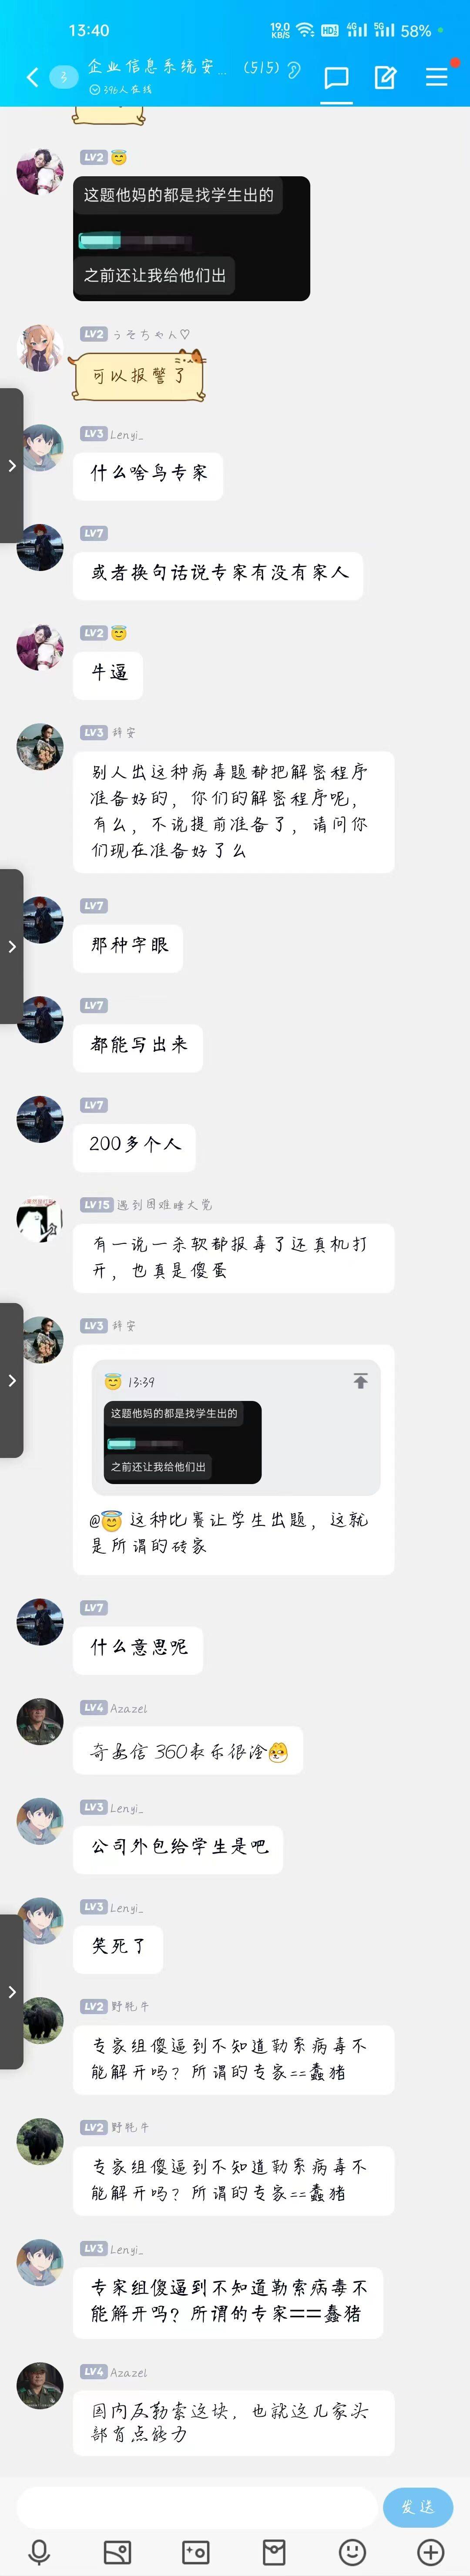 13:40
19.0
KB/S
HD
4G
5G
58%
3
企业信息系统安... (515)
396人在线
LV2
这题他妈的都是找学生出的
之前还让我给他们出
LV2 うそちゃん♡
可以报警了
LV3 Lenyi_
什么啥鸟专家
LV7
或者换句话说专家有没有家人
LV2
牛逼
LV3 辞安
别人出这种病毒题都把解密程序
准备好的，你们的解密程序呢，
有么，不说提前准备了，请问你
们现在准备好了么
LV7
那种字眼
LV7
都能写出来
LV7
200多个人
LV15 遇到困难睡大觉
有一说一杀软都报毒了还真机打
开，也真是傻蛋
LV3 辞安
13:39
这题他妈的都是找学生出的
之前还让我给他们出
@😇 这种比赛让学生出题，这就
是所谓的砖家
LV7
什么意思呢
LV4 Azazel
奇安信 360表示很淦
LV3 Lenyi_
公司外包给学生是吧
LV3 Lenyi_
笑死了
LV2 野牦牛
专家组傻逼到不知道勒索病毒不
能解开吗？所谓的专家==蠢猪
LV2 野牦牛
专家组傻逼到不知道勒索病毒不
能解开吗？所谓的专家==蠢猪
LV3 Lenyi_
专家组傻逼到不知道勒索病毒不
能解开吗？所谓的专家==蠢猪
LV4 Azazel
国内反勒索这块，也就这几家头
部有点能力
发送